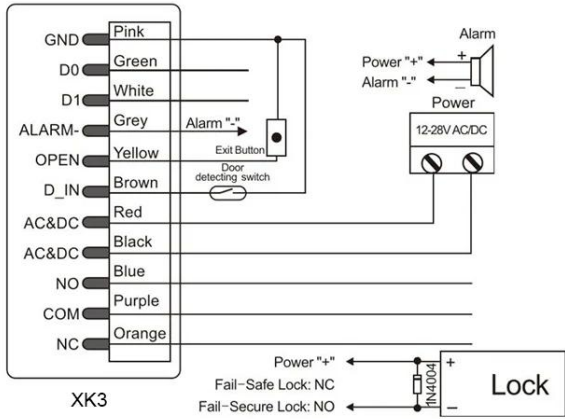 GND Pink
D0 Green
D1 White
ALARM- Grey Alarm "-"
OPEN Yellow Exit Button
D_IN Brown Door
detecting switch
AC&DC Red
AC&DC Black
NO Blue
COM Purple
NC Orange
XK3
Alarm
Power "+" +
Alarm "-" –
Power
12-28V AC/DC
Power "+" +
Fail-Safe Lock: NC
Fail-Secure Lock: NO –
1N4004
Lock